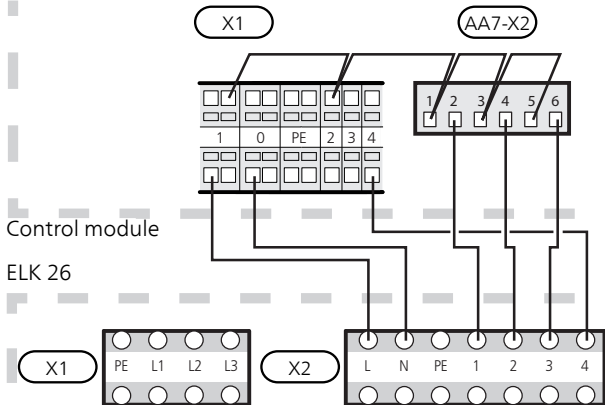 X1
AA7-X2
1 2 3 4 5 6
1 0 PE 2 3 4
Control module
ELK 26
X1
PE L1 L2 L3
X2
L N PE 1 2 3 4